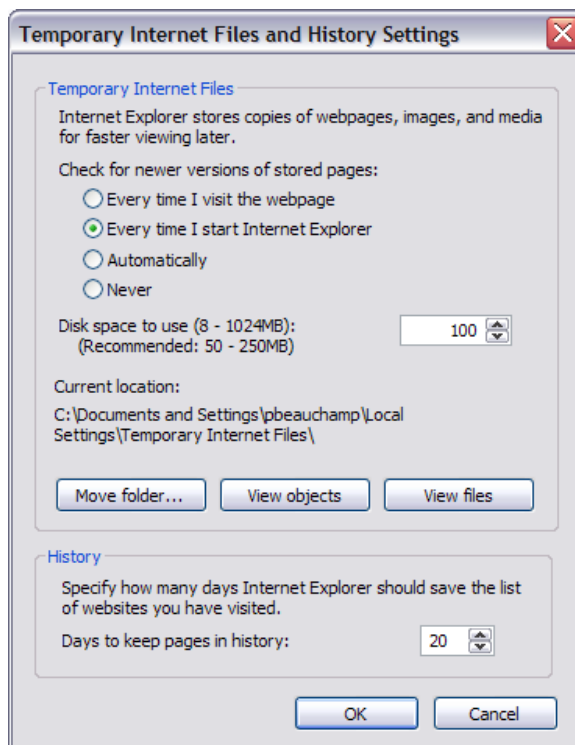 Temporary Internet Files and History Settings
Temporary Internet Files
Internet Explorer stores copies of webpages, images, and media
for faster viewing later.
Check for newer versions of stored pages:
Every time I visit the webpage
Every time I start Internet Explorer
Automatically
Never
Disk space to use (8 - 1024MB): 100
(Recommended: 50 - 250MB)
Current location:
C:\Documents and Settings\pbeauchamp\Local
Settings\Temporary Internet Files\
Move folder... View objects View files
History
Specify how many days Internet Explorer should save the list
of websites you have visited.
Days to keep pages in history: 20
OK Cancel